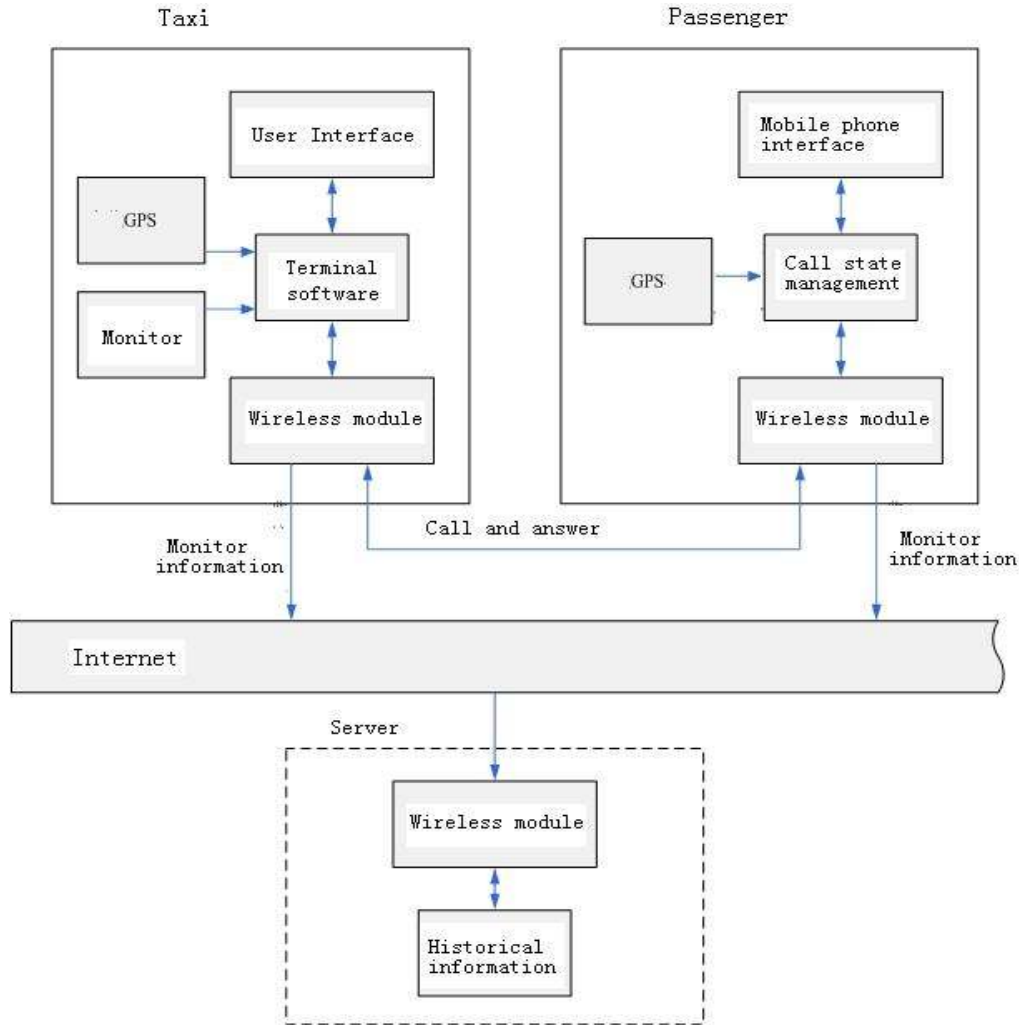 Taxi
Passenger
User Interface
GPS
Terminal
software
Monitor
Wireless module
Mobile phone
interface
GPS
Call state
management
Wireless module
Call and answer
Monitor
information
Monitor
information
Internet
Server
Wireless module
Historical
information